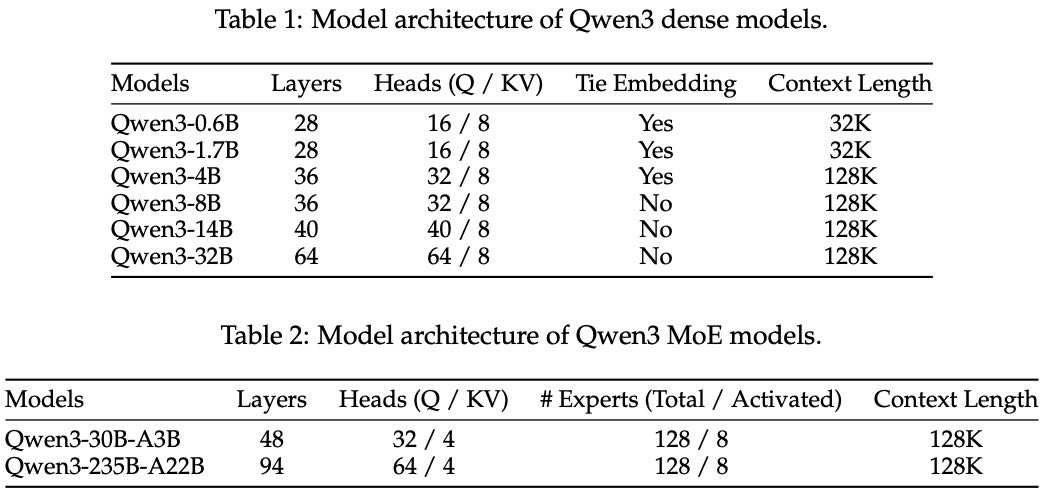 Table 1: Model architecture of Qwen3 dense models.
Models Layers Heads (Q / KV) Tie Embedding Context Length
Qwen3-0.6B 28 16 / 8 Yes 32K
Qwen3-1.7B 28 16 / 8 Yes 32K
Qwen3-4B 36 32 / 8 Yes 128K
Qwen3-8B 36 32 / 8 No 128K
Qwen3-14B 40 40 / 8 No 128K
Qwen3-32B 64 64 / 8 No 128K
Table 2: Model architecture of Qwen3 MoE models.
Models Layers Heads (Q / KV) # Experts (Total / Activated) Context Length
Qwen3-30B-A3B 48 32 / 4 128 / 8 128K
Qwen3-235B-A22B 94 64 / 4 128 / 8 128K